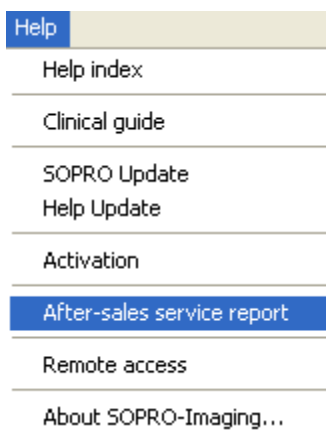 Help
Help index
Clinical guide
SOPRO Update
Help Update
Activation
After-sales service report
Remote access
About SOPRO-Imaging...